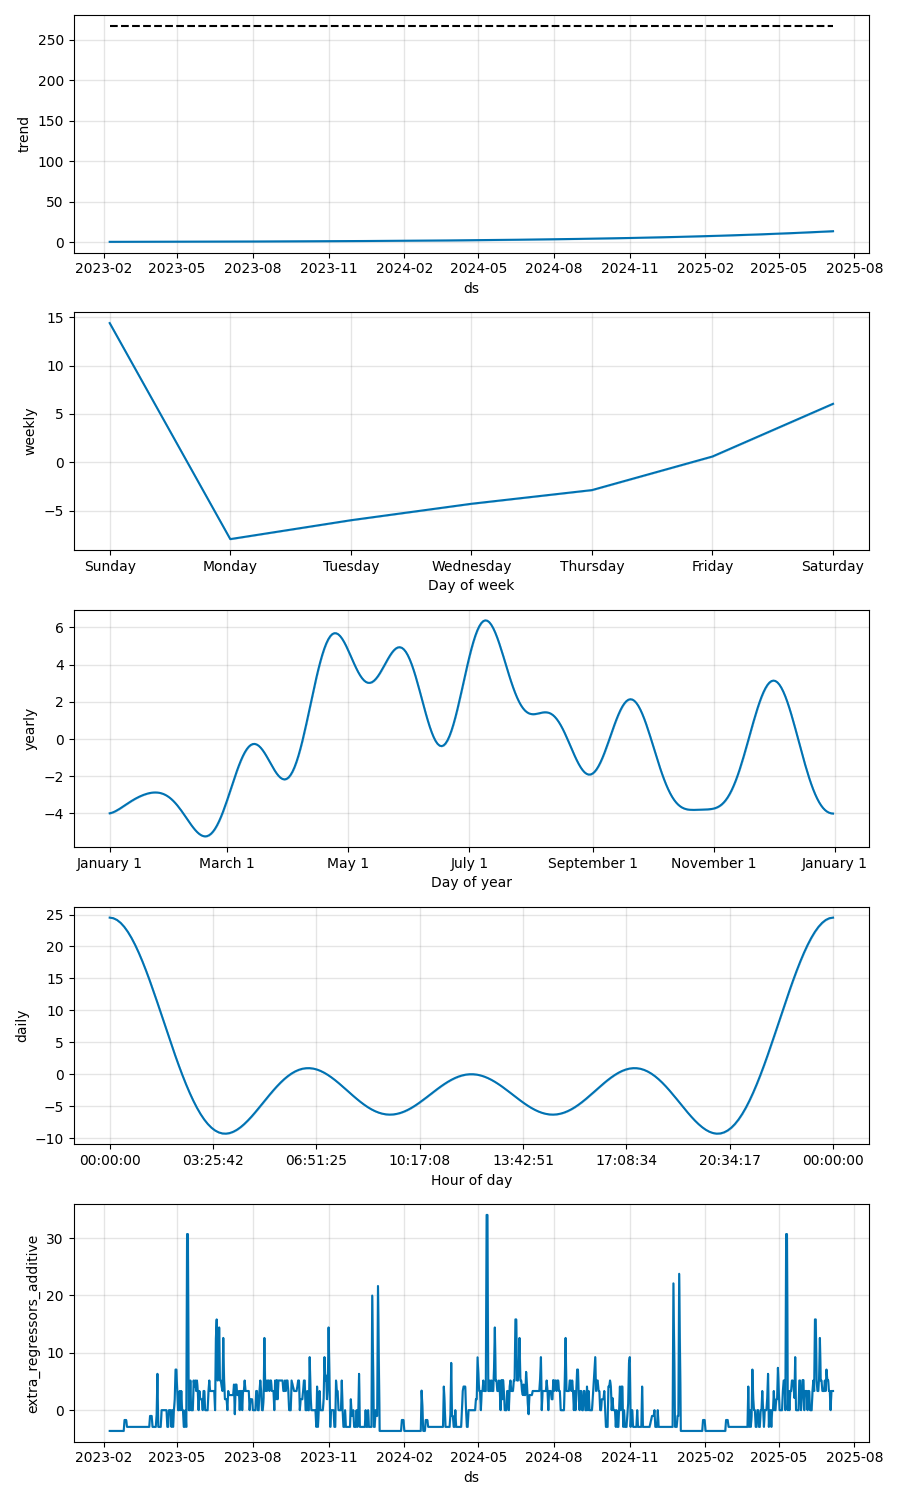 trend
250
200
150
100
50
0
2023-02 2023-05 2023-08 2023-11 2024-02 2024-05 2024-08 2024-11 2025-02 2025-05 2025-08
ds
weekly
15
10
5
0
−5
Sunday Monday Tuesday Wednesday Thursday Friday Saturday
Day of week
yearly
6
4
2
0
−2
−4
January 1 March 1 May 1 July 1 September 1 November 1 January 1
Day of year
daily
25
20
15
10
5
0
−5
−10
00:00:00 03:25:42 06:51:25 10:17:08 13:42:51 17:08:34 20:34:17 00:00:00
Hour of day
extra_regressors_additive
30
20
10
0
2023-02 2023-05 2023-08 2023-11 2024-02 2024-05 2024-08 2024-11 2025-02 2025-05 2025-08
ds